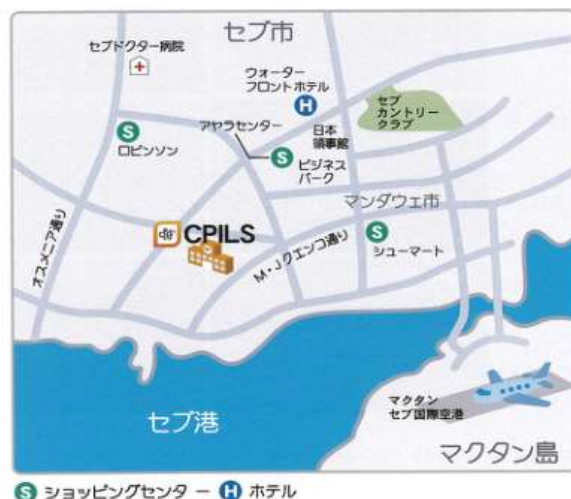 セブ市
セブドクター病院
ウォーター
フロントホテル
セブ
カントリー
クラブ
アヤラセンター
日本
領事館
ロビンソン
ビジネス
パーク
マンダウェ市
CPILS
M・Jクエンコ通り
シューマート
オスメニア通り
マクタン
セブ国際空港
セブ港
マクタン島
S ショッピングセンター H ホテル